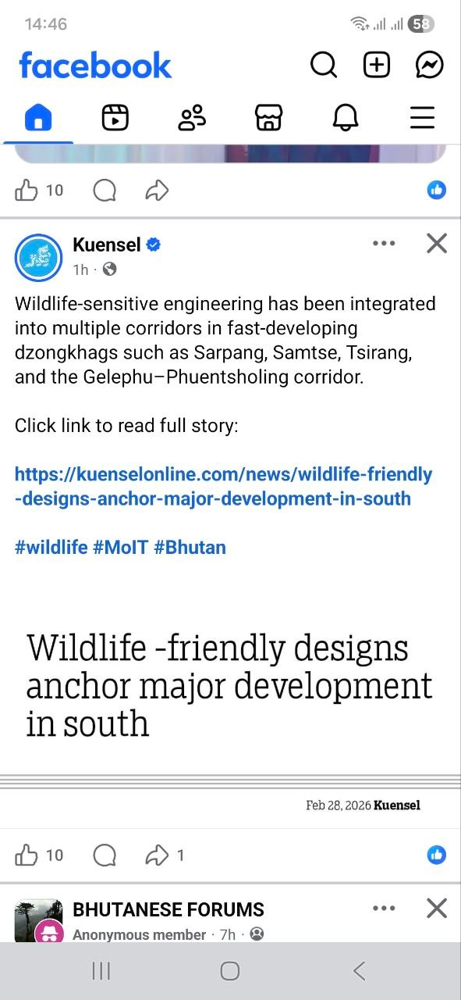 14:46
58
facebook
10
Kuensel
1h ·
Wildlife-sensitive engineering has been integrated
into multiple corridors in fast-developing
dzongkhags such as Sarpang, Samtse, Tsirang,
and the Gelephu–Phuentsholing corridor.
Click link to read full story:
https://kuenselonline.com/news/wildlife-friendly
-designs-anchor-major-development-in-south
#wildlife #MoIT #Bhutan
Wildlife -friendly designs
anchor major development
in south
Feb 28, 2026 Kuensel
10 1
BHUTANESE FORUMS
Anonymous member · 7h ·